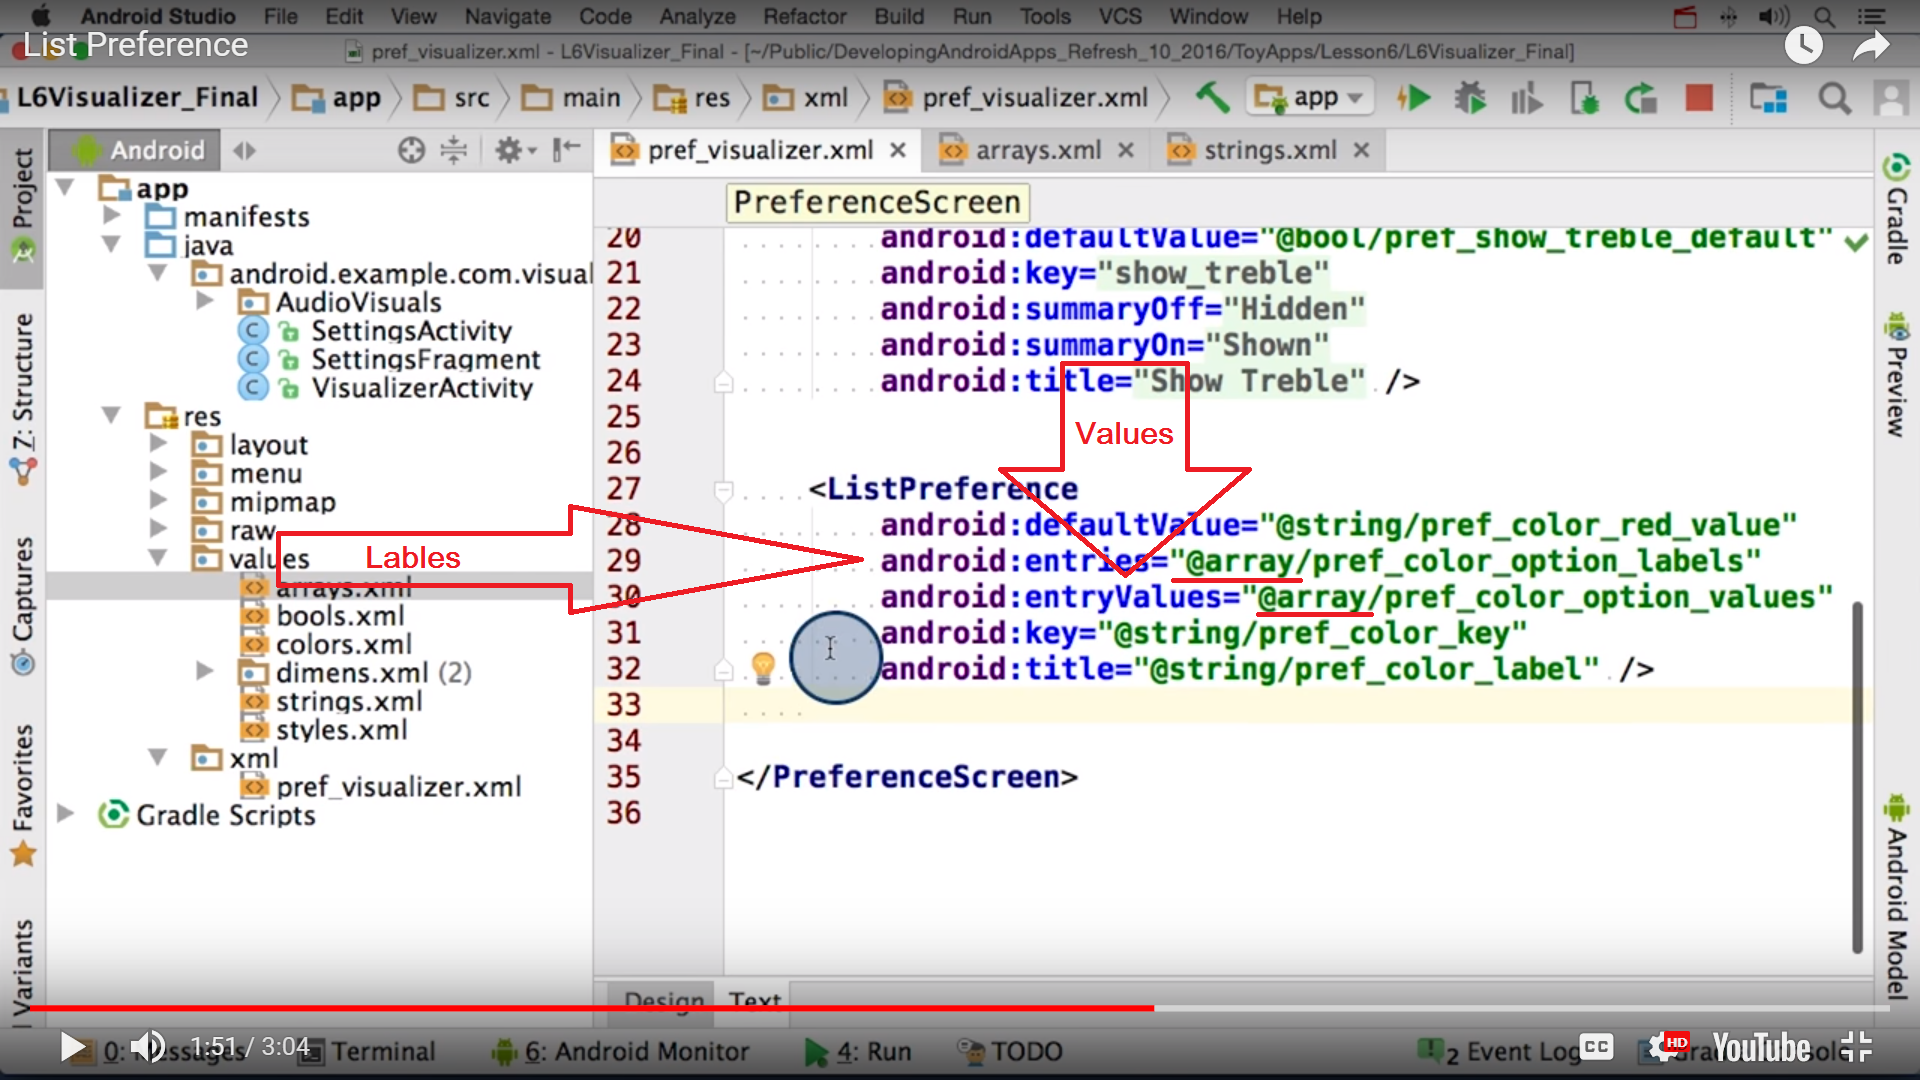 Android Studio File Edit View Navigate Code Analyze Refactor Build Run Tools VCS Window Help
List Preference
pref_visualizer.xml - L6Visualizer_Final - [~/Public/DevelopingAndroidApps_Refresh_10_2016/ToyApps/Lesson6/L6Visualizer_Final]
L6Visualizer_Final app src main res xml pref_visualizer.xml app
Android
pref_visualizer.xml arrays.xml strings.xml
Project
Z: Structure
Captures
Favorites
Variants
app
manifests
java
android.example.com.visual
AudioVisuals
SettingsActivity
SettingsFragment
VisualizerActivity
res
layout
menu
mipmap
raw
values
arrays.xml
bools.xml
colors.xml
dimens.xml (2)
strings.xml
styles.xml
xml
pref_visualizer.xml
Gradle Scripts
PreferenceScreen
20 android:defaultValue="@bool/pref_show_treble_default"
21 android:key="show_treble"
22 android:summaryOff="Hidden"
23 android:summaryOn="Shown"
24 android:title="Show Treble" />
25
26
27 <ListPreference
28 android:defaultValue="@string/pref_color_red_value"
29 android:entries="@array/pref_color_option_labels"
30 android:entryValues="@array/pref_color_option_values"
31 android:key="@string/pref_color_key"
32 android:title="@string/pref_color_label" />
33
34
35 </PreferenceScreen>
36
Values
Lables
Gradle
Preview
Android Model
Design Text
1:51 / 3:04
0: Messages Terminal 6: Android Monitor 4: Run TODO 2 Event Log Gradle Console
CC HD YouTube